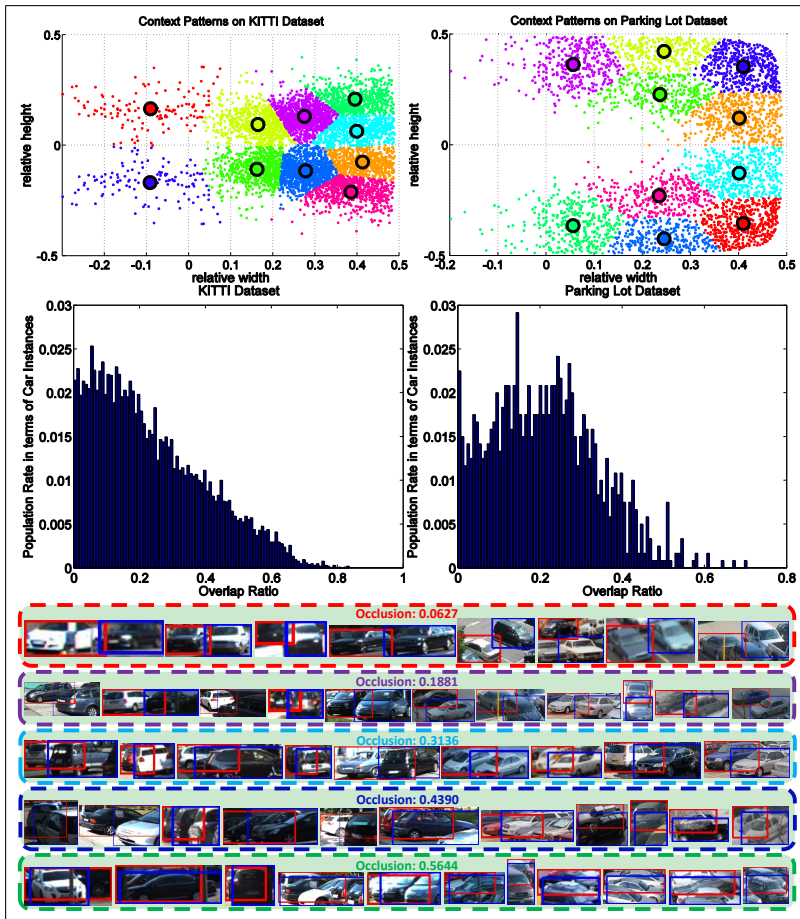 Context Patterns on KITTI Dataset
0.5
0
-0.5
relative height
-0.2
-0.1
0
0.1
0.2
0.3
0.4
0.5
relative width
Context Patterns on Parking Lot Dataset
0.5
0
-0.5
relative height
-0.2
-0.1
0
0.1
0.2
0.3
0.4
0.5
relative width
KITTI Dataset
0.03
0.025
0.02
0.015
0.01
0.005
0
Population Rate in terms of Car Instances
0
0.2
0.4
0.6
0.8
1
Overlap Ratio
Parking Lot Dataset
0.03
0.025
0.02
0.015
0.01
0.005
0
Population Rate in terms of Car Instances
0
0.2
0.4
0.6
0.8
Overlap Ratio
Occlusion: 0.0627
Occlusion: 0.1881
Occlusion: 0.3136
Occlusion: 0.4390
Occlusion: 0.5644